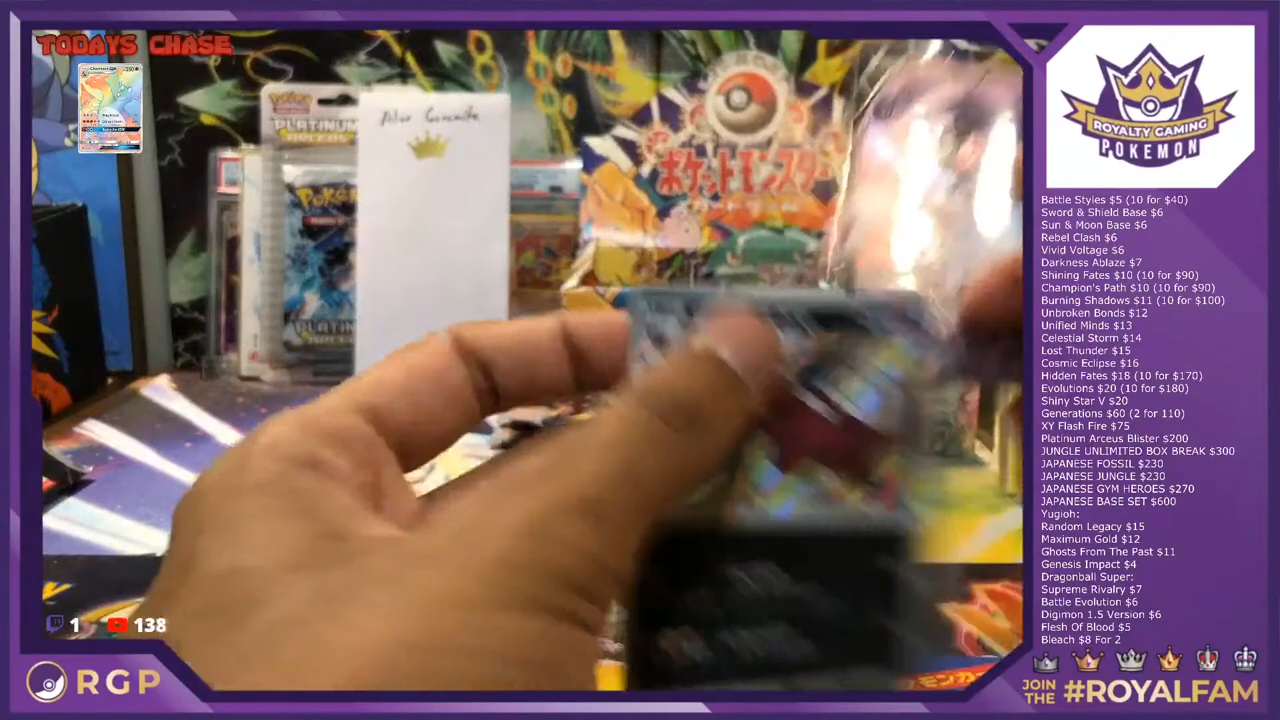 TODAYS CHASE
PLATINUM
ポケットモンスター
1 138
RGP
ROYALTY GAMING
POKEMON
Battle Styles $5 (10 for $40)
Sword & Shield Base $6
Sun & Moon Base $6
Rebel Clash $6
Vivid Voltage $6
Darkness Ablaze $7
Shining Fates $10 (10 for $90)
Champion's Path $10 (10 for $90)
Burning Shadows $11 (10 for $100)
Unbroken Bonds $12
Unified Minds $13
Celestial Storm $14
Lost Thunder $15
Cosmic Eclipse $16
Hidden Fates $18 (10 for $170)
Evolutions $20 (10 for $180)
Shiny Star V $20
Generations $60 (2 for 110)
XY Flash Fire $75
Platinum Arceus Blister $200
JUNGLE UNLIMITED BOX BREAK $300
JAPANESE FOSSIL $230
JAPANESE JUNGLE $230
JAPANESE GYM HEROES $270
JAPANESE BASE SET $600
Yugioh:
Random Legacy $15
Maximum Gold $12
Ghosts From The Past $11
Genesis Impact $4
Dragonball Super:
Supreme Rivalry $7
Battle Evolution $6
Digimon 1.5 Version $6
Flesh Of Blood $5
Bleach $8 For 2
JOIN THE #ROYALFAM